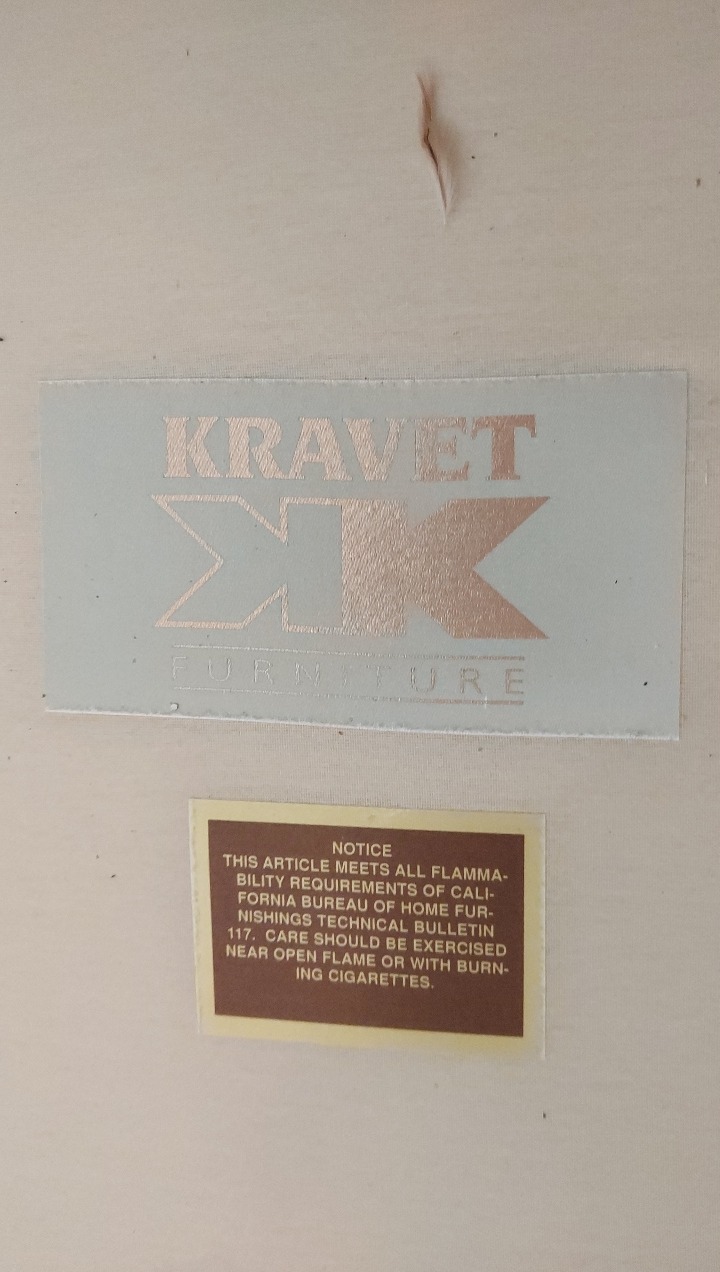 KRAVET
KK
FURNITURE
NOTICE
THIS ARTICLE MEETS ALL FLAMMA-
BILITY REQUIREMENTS OF CALI-
FORNIA BUREAU OF HOME FUR-
NISHINGS TECHNICAL BULLETIN
117. CARE SHOULD BE EXERCISED
NEAR OPEN FLAME OR WITH BURN-
ING CIGARETTES.